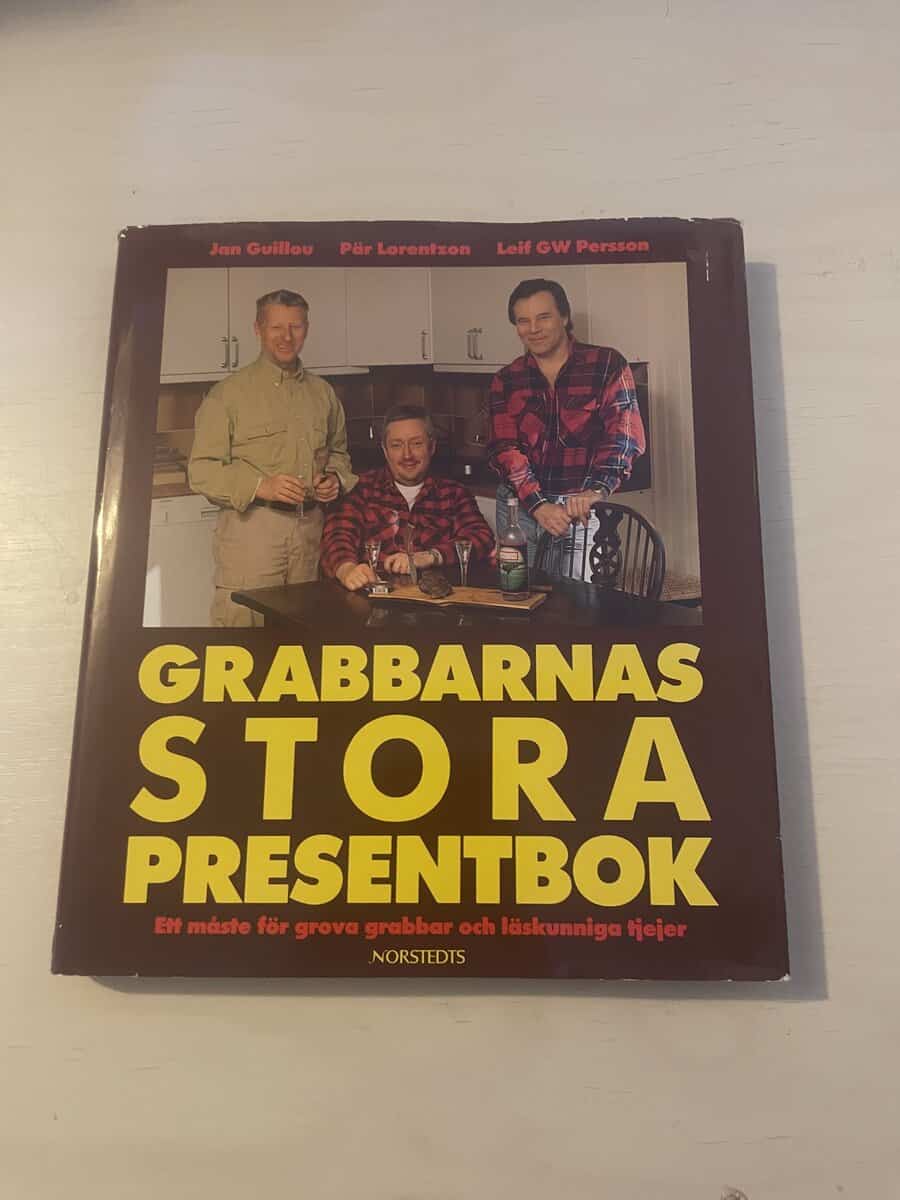 Jan Guillou Pär Lorentzon Leif GW Persson
GRABBARNAS
STORA
PRESENTBOK
Ett måste för grova grabbar och läskunniga tjejer
NORSTEDTS